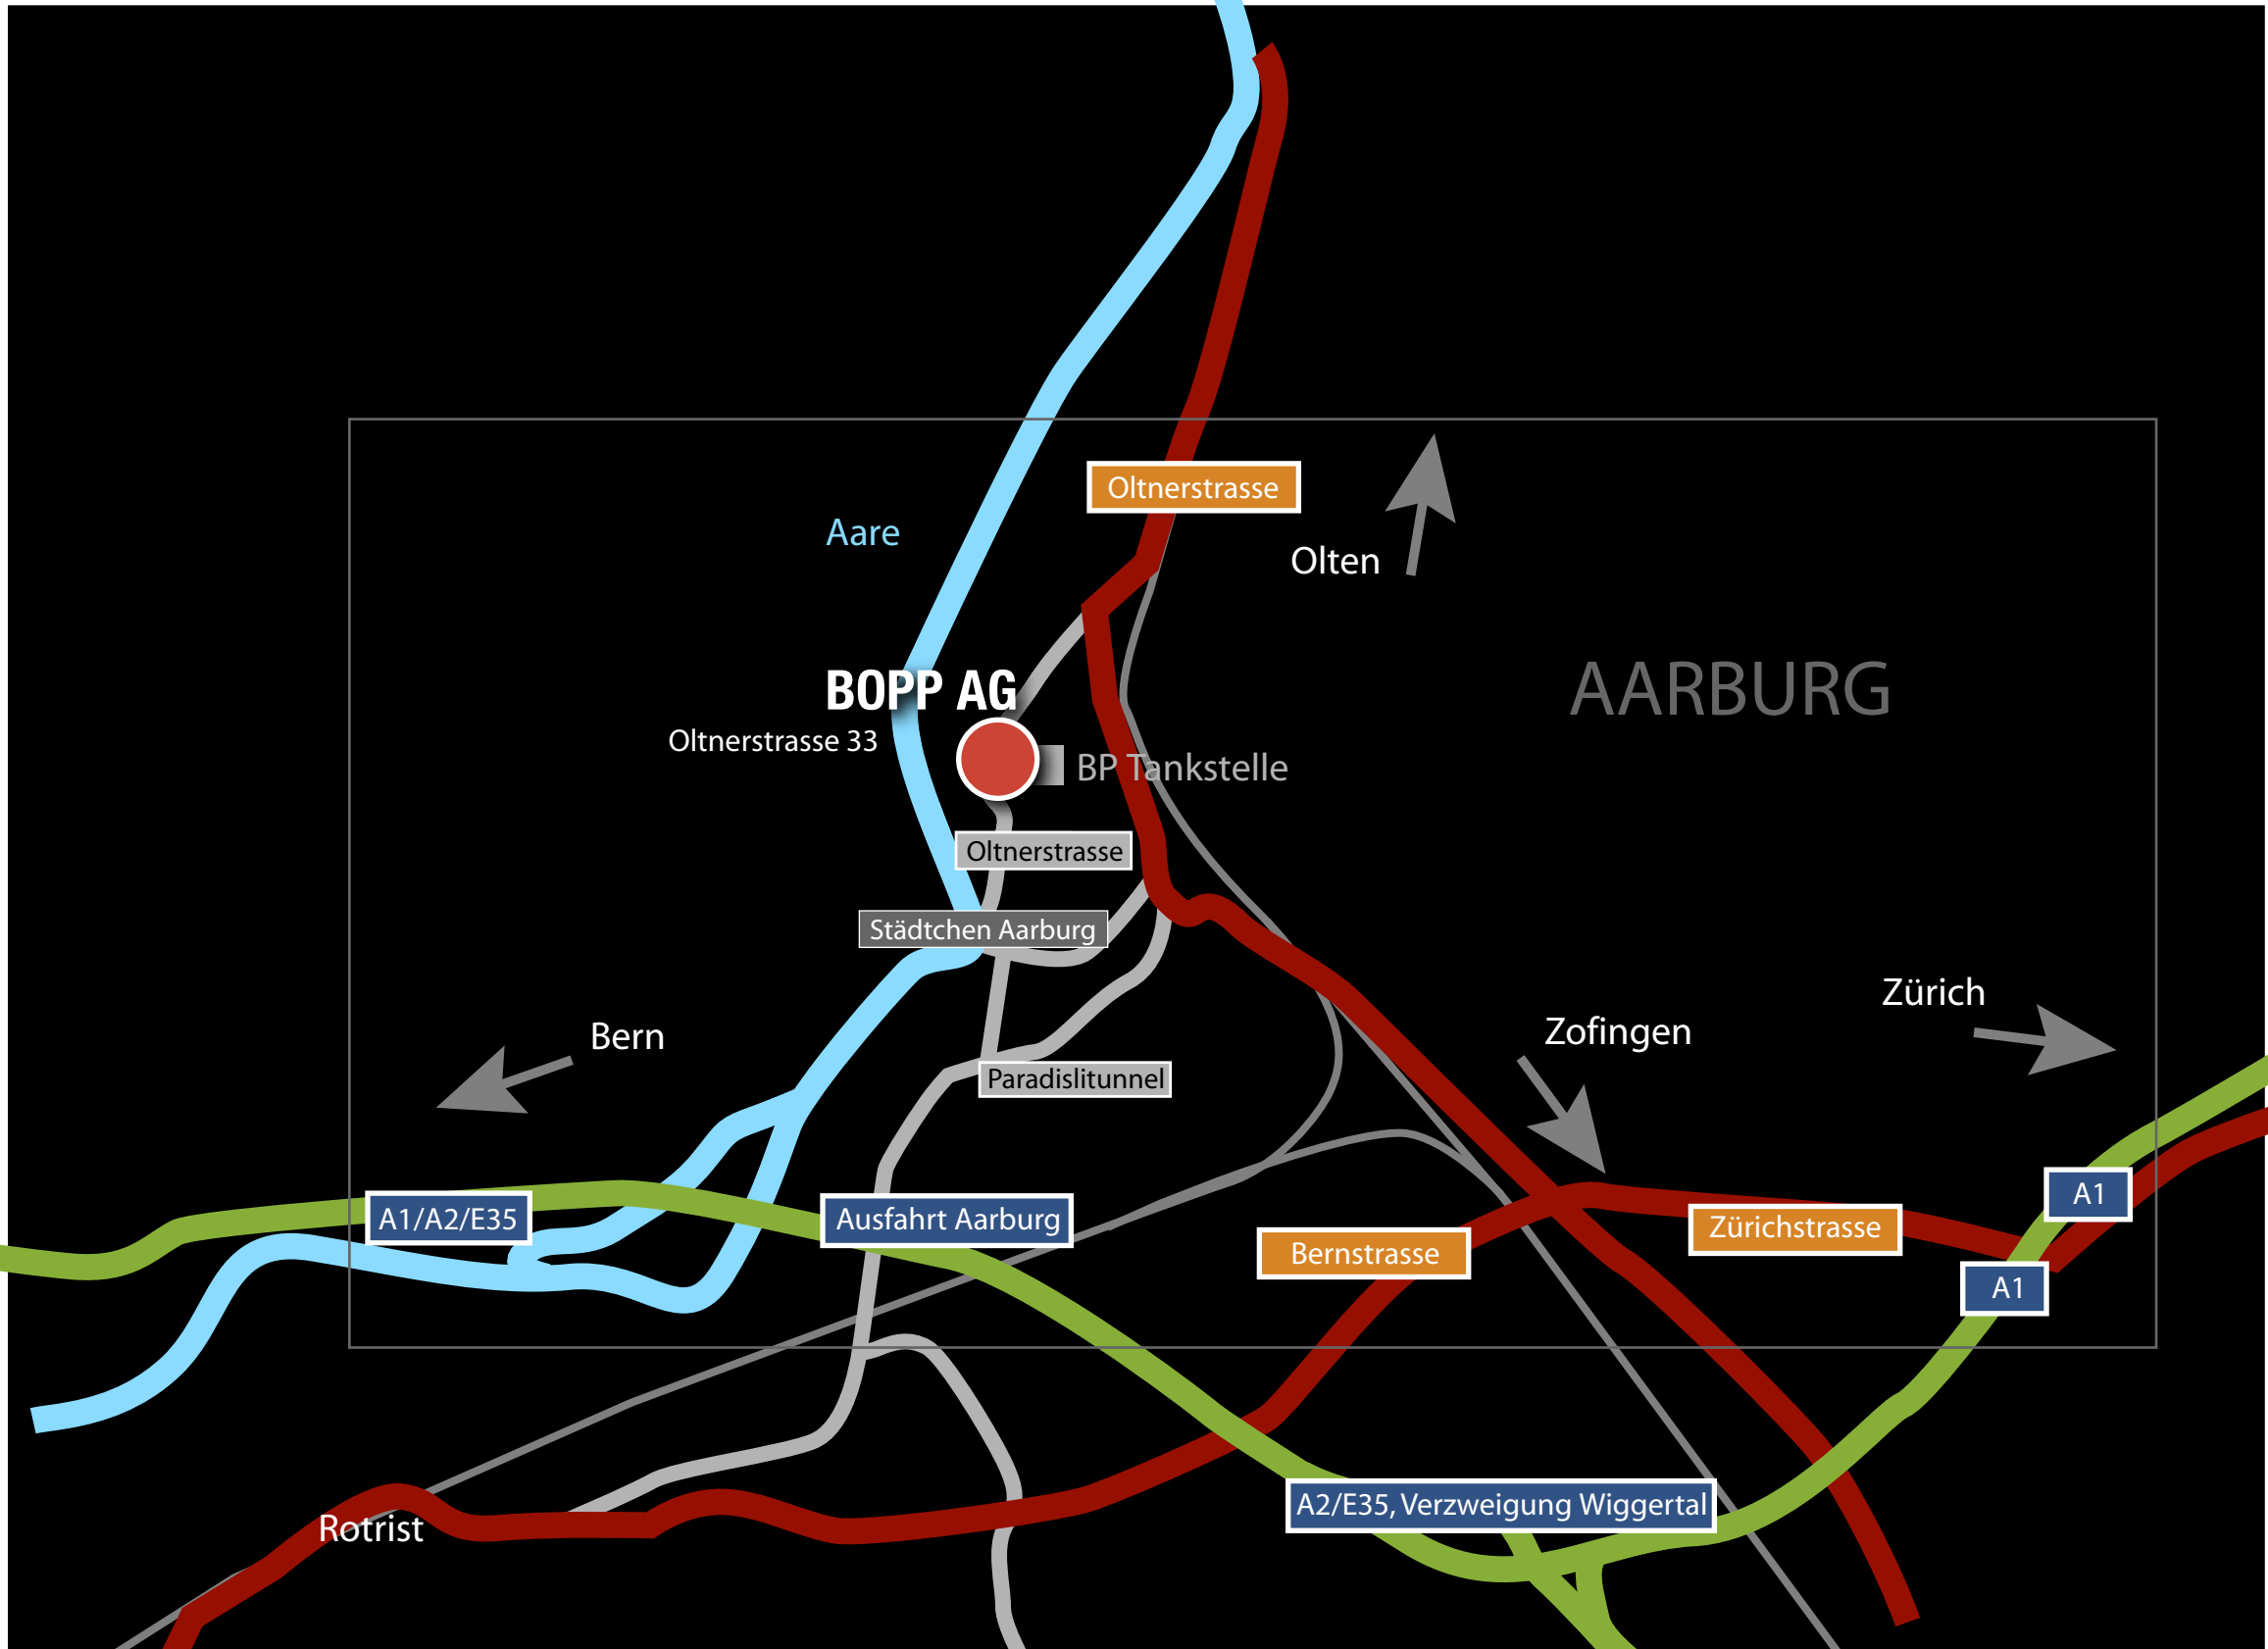 Oltnerstrasse
Aare
Olten
AARBURG
BOPP AG
Oltnerstrasse 33
BP Tankstelle
Oltnerstrasse
Städtchen Aarburg
Zürich
Bern
Zofingen
Paradislitunnel
A1
A1/A2/E35
Ausfahrt Aarburg
Zürichstrasse
Bernstrasse
A1
A2/E35, Verzweigung Wiggertal
Rotrist